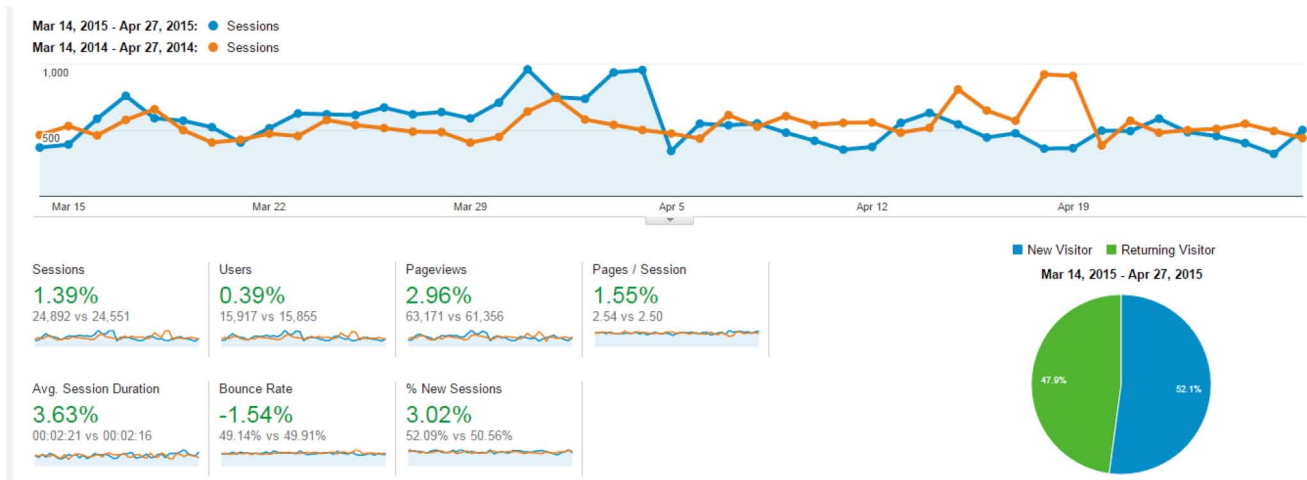 Mar 14, 2015 - Apr 27, 2015: Sessions
Mar 14, 2014 - Apr 27, 2014: Sessions
1,000
500
Mar 15 Mar 22 Mar 29 Apr 5 Apr 12 Apr 19
New Visitor Returning Visitor
Mar 14, 2015 - Apr 27, 2015
47.9%
52.1%
Sessions
1.39%
24,892 vs 24,551
Users
0.39%
15,917 vs 15,855
Pageviews
2.96%
63,171 vs 61,356
Pages / Session
1.55%
2.54 vs 2.50
Avg. Session Duration
3.63%
00:02:21 vs 00:02:16
Bounce Rate
-1.54%
49.14% vs 49.91%
% New Sessions
3.02%
52.09% vs 50.56%